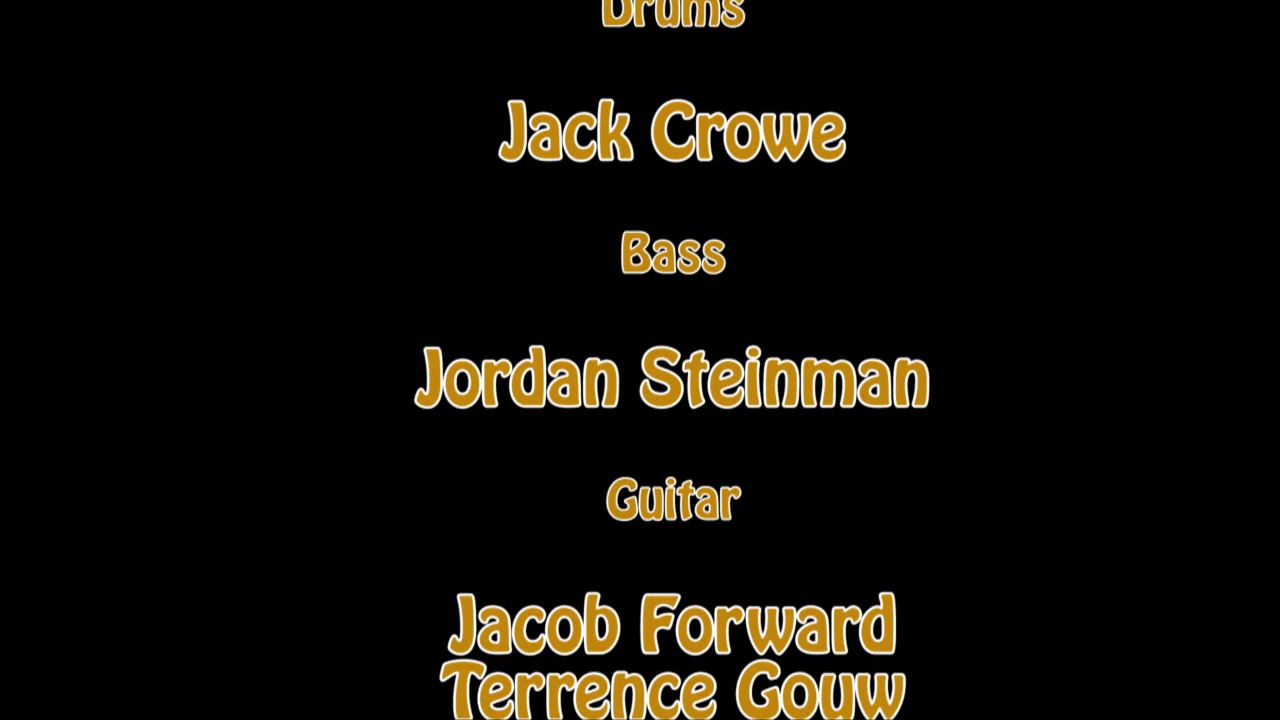 Drums
Jack Crowe
Bass
Jordan Steinman
Guitar
Jacob Forward
Terrence Gouw